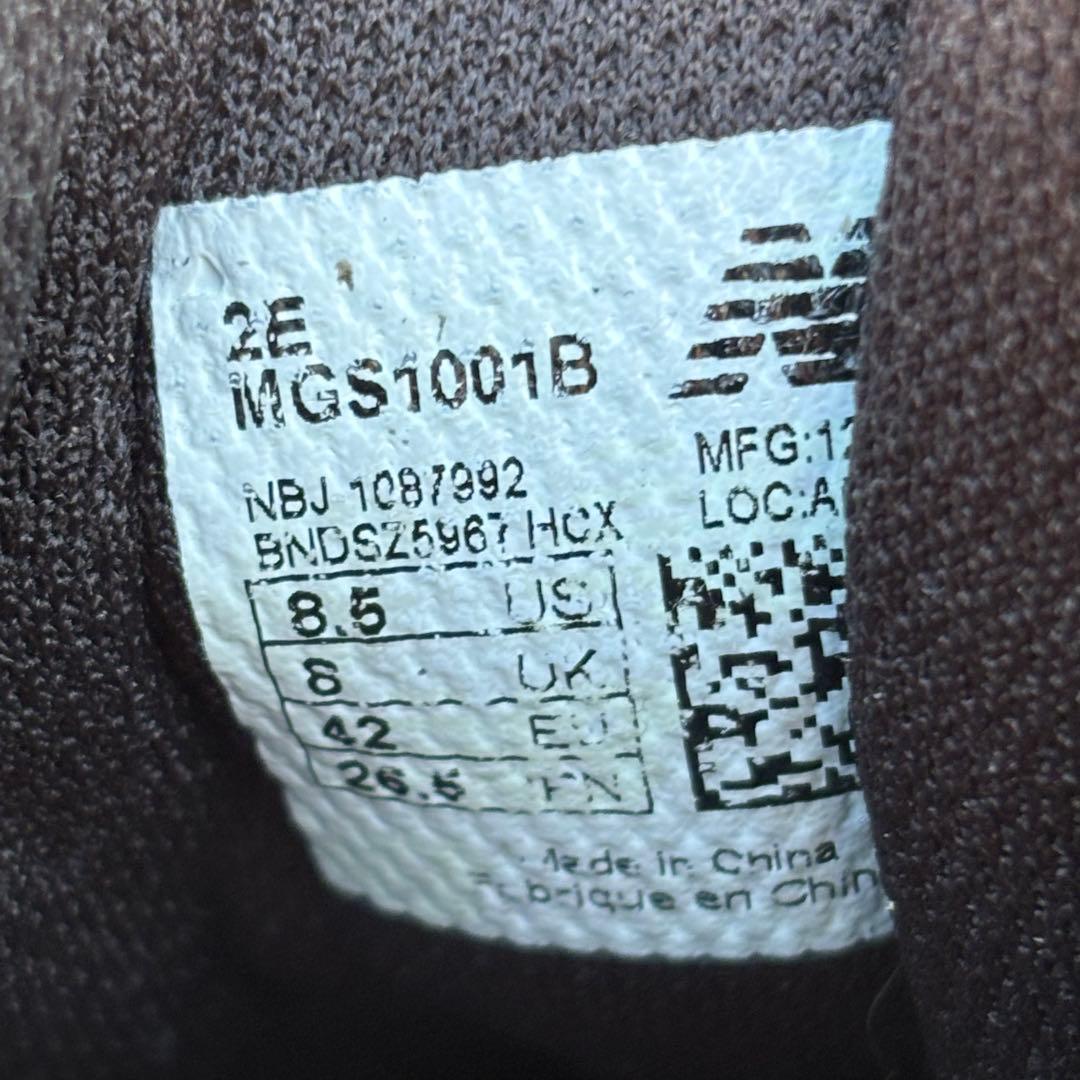 2E
MGS1001B
NBJ 1087992
BNDSZ5967 HCX
8.5 US
8 UK
42 EU
26.5
MFG:12
LOC:A
Made in China
Fabrique en Chin